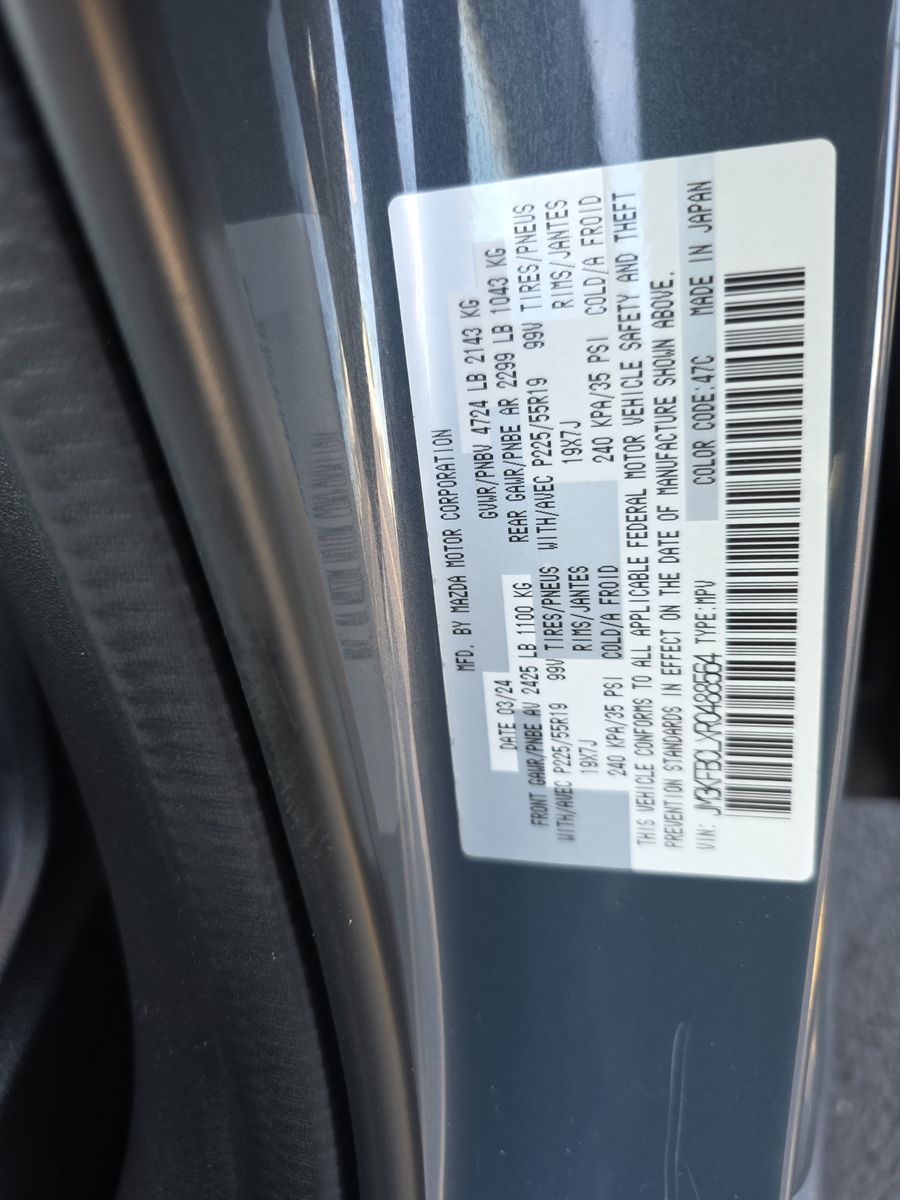 MFD. BY MAZDA MOTOR CORPORATION
DATE 03/24 GVWR/PNBV 4724 LB 2143 KG
FRONT GAWR/PNBE AV 2425 LB 1100 KG REAR GAWR/PNBE AR 2299 LB 1043 KG
WITH/AVEC P225/55R19 99V TIRES/PNEUS WITH/AVEC P225/55R19 99V TIRES/PNEUS
19X7J RIMS/JANTES 19X7J RIMS/JANTES
240 KPA/35 PSI COLD/A FROID 240 KPA/35 PSI COLD/A FROID
THIS VEHICLE CONFORMS TO ALL APPLICABLE FEDERAL MOTOR VEHICLE SAFETY AND THEFT
PREVENTION STANDARDS IN EFFECT ON THE DATE OF MANUFACTURE SHOWN ABOVE.
VIN: JM3KFBCLXR0488564 TYPE:MPV COLOR CODE:47C MADE IN JAPAN